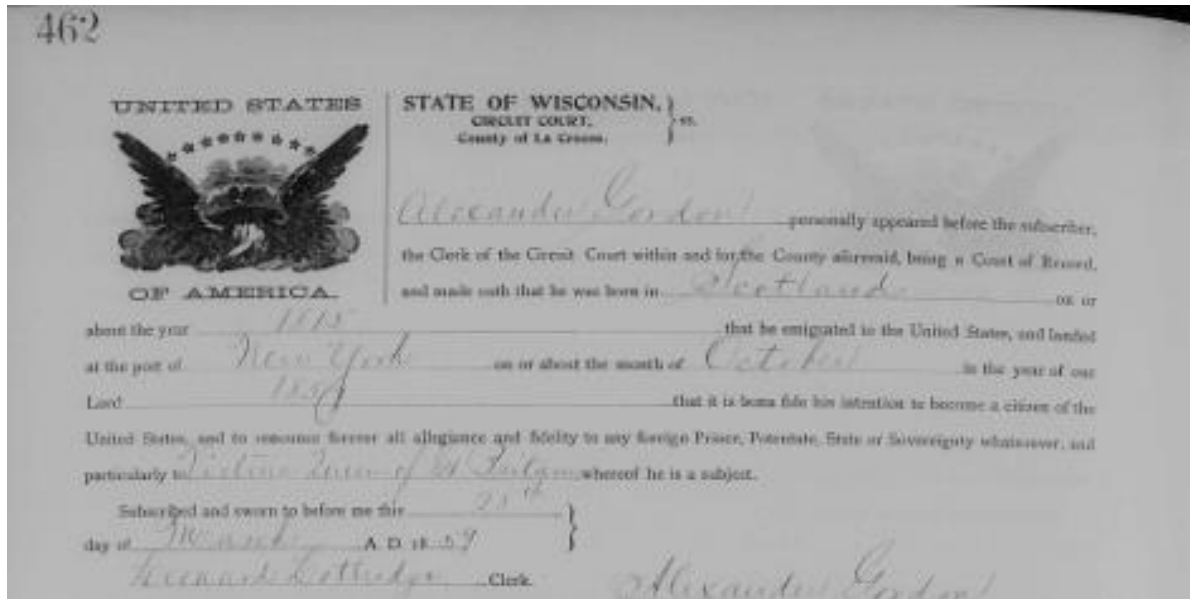 462
UNITED STATES
OF AMERICA.
STATE OF WISCONSIN, } ss.
CIRCUIT COURT,
County of La Crosse.
Alexander Gordon personally appeared before the subscriber,
the Clerk of the Circuit Court within and for the County aforesaid, being a Court of Record,
and made oath that he was born in Scotland on or
about the year 1815 that he emigrated to the United States, and landed
at the port of New York on or about the month of October in the year of our
Lord that it is bona fide his intention to become a citizen of the
United States, and to renounce forever all allegiance and fidelity to any foreign Prince, Potentate, State or Sovereignty whatsoever, and
particularly to Victoria Queen of Gt Britain whereof he is a subject.
Subscribed and sworn to before me this 25th }
day of March A. D. 18 59
Clerk.
Alexander Gordon